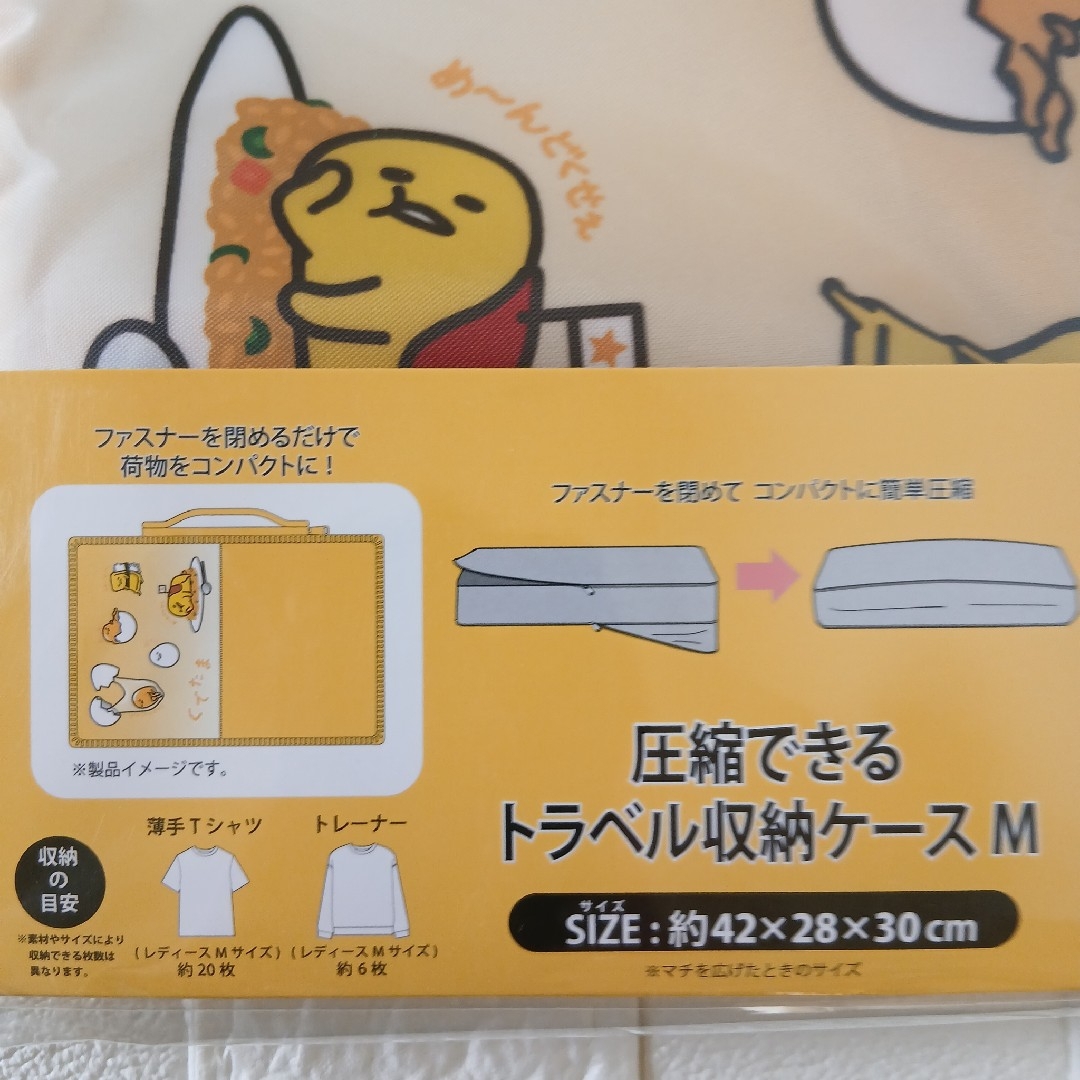 め〜んどくせぇ
ファスナーを閉めるだけで
荷物をコンパクトに！
ぐでたま
※製品イメージです。
ファスナーを閉めて コンパクトに簡単圧縮
圧縮できる
トラベル収納ケース M
サイズ
SIZE : 約42×28×30cm
※マチを広げたときのサイズ
収納
の
目安
※素材やサイズにより
収納できる枚数は
異なります。
薄手Tシャツ
(レディースMサイズ)
約20枚
トレーナー
(レディースMサイズ)
約6枚